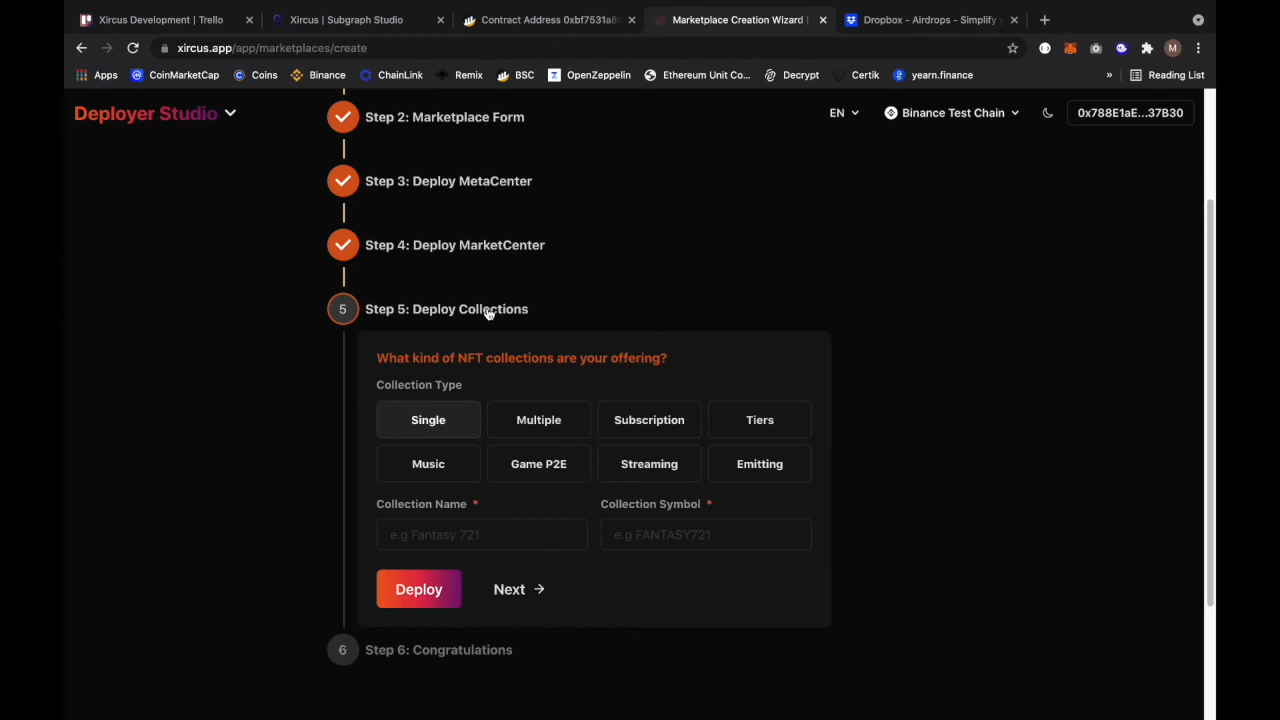 Xircus Development | Trello
Xircus | Subgraph Studio
Contract Address 0xbf7531a8
Marketplace Creation Wizard |
Dropbox - Airdrops - Simplify
xircus.app/app/marketplaces/create
M
Apps
CoinMarketCap
Coins
Binance
ChainLink
Remix
BSC
OpenZeppelin
Ethereum Unit Co...
Decrypt
Certik
yearn.finance
»
Reading List
Deployer Studio
EN
Binance Test Chain
0x788E1aE...37B30
Step 2: Marketplace Form
Step 3: Deploy MetaCenter
Step 4: Deploy MarketCenter
5
Step 5: Deploy Collections
What kind of NFT collections are your offering?
Collection Type
Single
Multiple
Subscription
Tiers
Music
Game P2E
Streaming
Emitting
Collection Name *
Collection Symbol *
e.g Fantasy 721
e.g FANTASY721
Deploy
Next →
6
Step 6: Congratulations